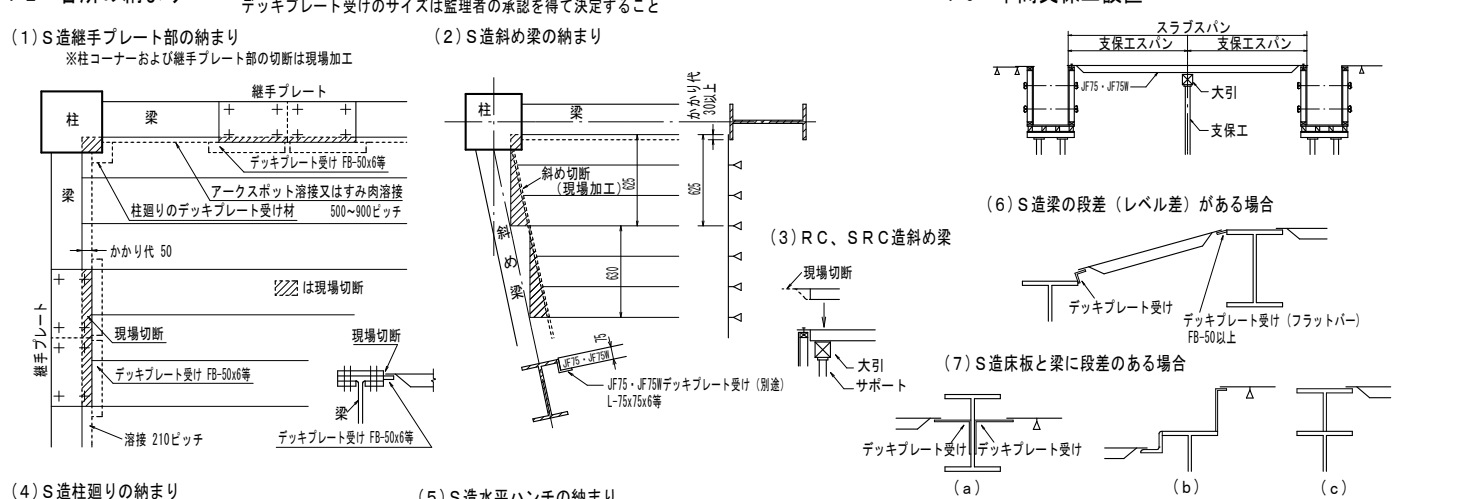 デッキプレート受けのサイズは監理者の承認を得て決定すること
(1)S造継手プレート部の納まり
※柱コーナーおよび継手プレート部の切断は現場加工
継手プレート
柱
梁
デッキプレート受け FB-50x6等
アークスポット溶接又はすみ肉溶接
500~900ピッチ
柱廻りのデッキプレート受け材
梁
かかり代 50
は現場切断
継手プレート
現場切断
現場切断
デッキプレート受け FB-50x6等
梁
デッキプレート受け FB-50x6等
溶接 210ピッチ
(2)S造斜め梁の納まり
柱
梁
かかり代
30以上
斜め切断
(現場加工)
625
625
斜め梁
630
75
JF75・JF75W
JF75・JF75Wデッキプレート受け(別途)
L-75x75x6等
(3)RC、SRC造斜め梁
現場切断
大引
サポート
スラブスパン
支保工スパン
支保工スパン
JF75・JF75W
大引
支保工
(6)S造梁の段差(レベル差)がある場合
デッキプレート受け
デッキプレート受け(フラットバー)
FB-50以上
(7)S造床板と梁に段差のある場合
デッキプレート受け
デッキプレート受け
(a)
(b)
(c)
(4)S造柱廻りの納まり
(5)S造水平ハンチの納まり